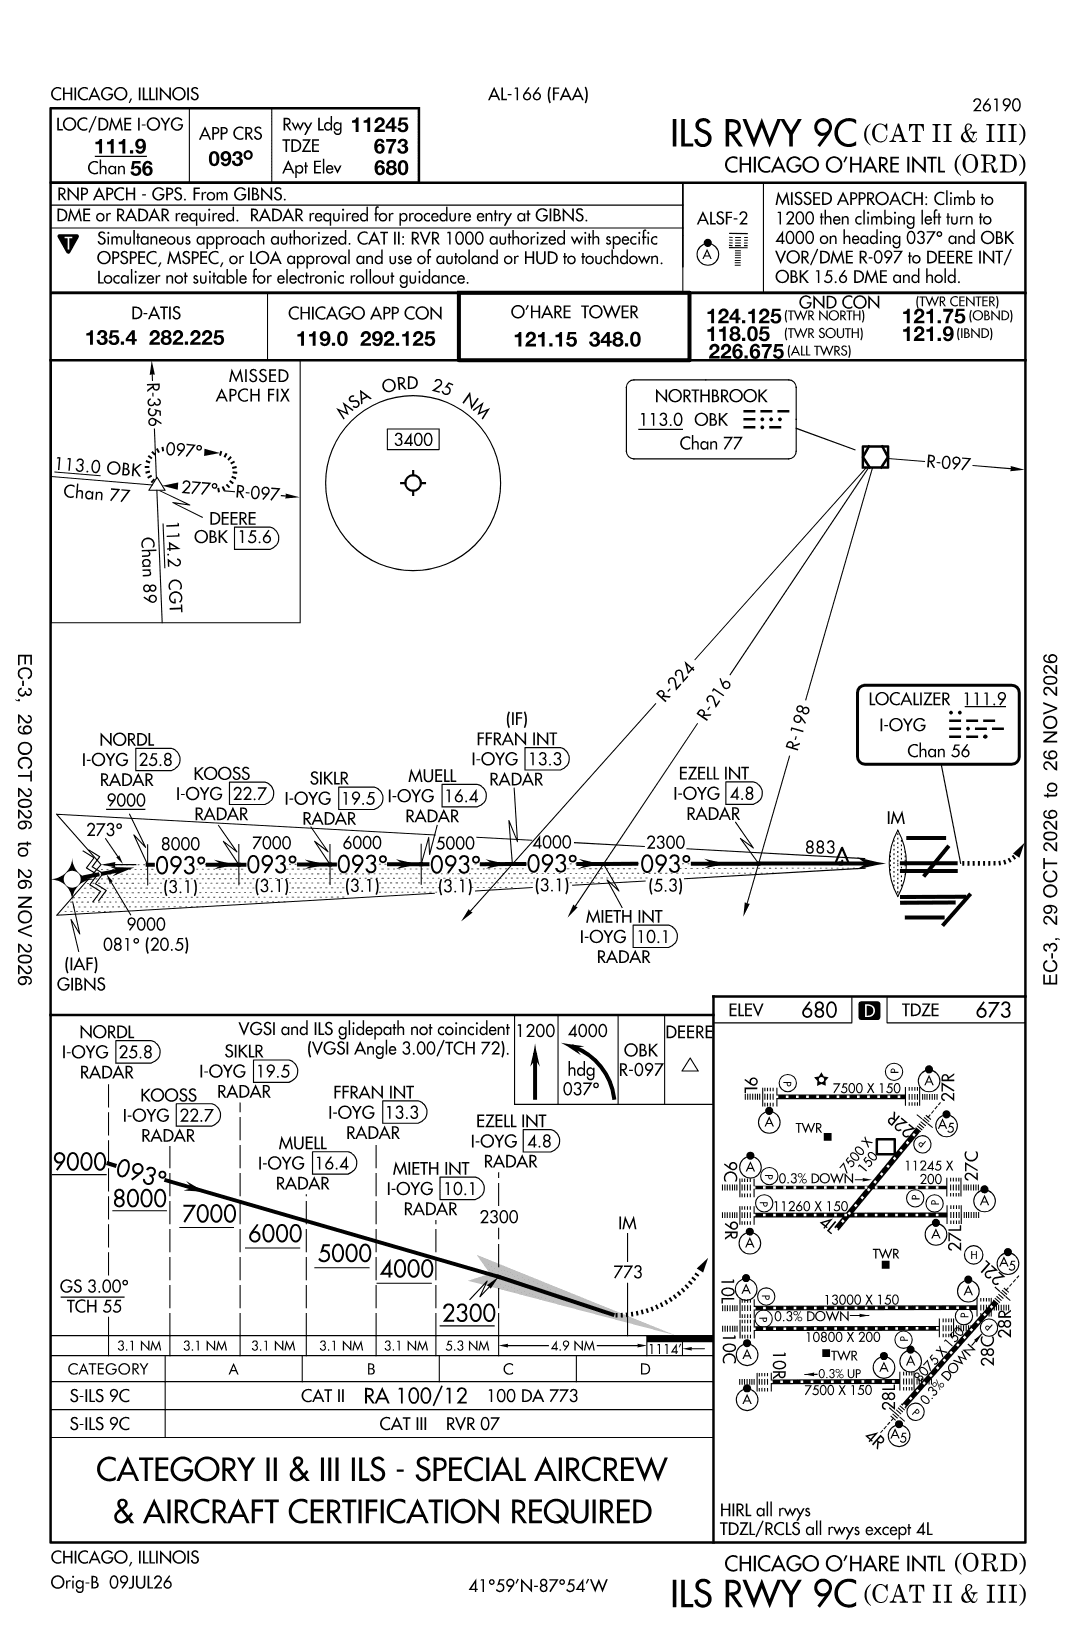 CHICAGO, ILLINOIS
AL-166 (FAA)
26190
LOC/DME I-OYG
111.9
Chan 56
APP CRS
093°
Rwy Ldg 11245
TDZE 673
Apt Elev 680
ILS RWY 9C (CAT II & III)
CHICAGO O'HARE INTL (ORD)
RNP APCH - GPS. From GIBNS.
DME or RADAR required. RADAR required for procedure entry at GIBNS.
T
Simultaneous approach authorized. CAT II: RVR 1000 authorized with specific
OPSPEC, MSPEC, or LOA approval and use of autoland or HUD to touchdown.
Localizer not suitable for electronic rollout guidance.
ALSF-2
A
MISSED APPROACH: Climb to
1200 then climbing left turn to
4000 on heading 037° and OBK
VOR/DME R-097 to DEERE INT/
OBK 15.6 DME and hold.
D-ATIS
135.4 282.225
CHICAGO APP CON
119.0 292.125
O'HARE TOWER
121.15 348.0
GND CON
124.125 (TWR NORTH)
118.05 (TWR SOUTH)
226.675 (ALL TWRS)
(TWR CENTER)
121.75 (OBND)
121.9 (IBND)
MISSED
APCH FIX
R-356
097°
113.0 OBK
Chan 77
277°
R-097
DEERE
OBK 15.6
114.2 CGT
Chan 89
MSA ORD 25 NM
3400
NORTHBROOK
113.0 OBK
Chan 77
R-097
R-224
R-216
R-198
LOCALIZER 111.9
I-OYG
Chan 56
NORDL
I-OYG 25.8
RADAR
9000
KOOSS
I-OYG 22.7
RADAR
SIKLR
I-OYG 19.5
RADAR
MUELL
I-OYG 16.4
RADAR
(IF)
FFRAN INT
I-OYG 13.3
RADAR
EZELL INT
I-OYG 4.8
RADAR
IM
273°
8000
093°
(3.1)
7000
093°
(3.1)
6000
093°
(3.1)
5000
093°
(3.1)
4000
093°
(3.1)
2300
093°
(5.3)
883
9000
081° (20.5)
(IAF)
GIBNS
MIETH INT
I-OYG 10.1
RADAR
EC-3, 29 OCT 2026 to 26 NOV 2026
EC-3, 29 OCT 2026 to 26 NOV 2026
NORDL
I-OYG 25.8
RADAR
KOOSS
I-OYG 22.7
RADAR
SIKLR
I-OYG 19.5
RADAR
MUELL
I-OYG 16.4
RADAR
FFRAN INT
I-OYG 13.3
RADAR
MIETH INT
I-OYG 10.1
RADAR
EZELL INT
I-OYG 4.8
RADAR
VGSI and ILS glidepath not coincident
(VGSI Angle 3.00/TCH 72).
1200
4000
hdg
037°
OBK
R-097
DEERE
9000
093°
8000
7000
6000
5000
4000
2300
2300
IM
773
GS 3.00°
TCH 55
3.1 NM
3.1 NM
3.1 NM
3.1 NM
3.1 NM
5.3 NM
4.9 NM
1114'
CATEGORY
A
B
C
D
S-ILS 9C
CAT II RA 100/12 100 DA 773
S-ILS 9C
CAT III RVR 07
CATEGORY II & III ILS - SPECIAL AIRCREW
& AIRCRAFT CERTIFICATION REQUIRED
ELEV 680
D
TDZE 673
9L
P
7500 X 150
P
A
27R
A
TWR
22R
A5
P
7500 X 150
9C
A
P
0.3% DOWN
11245 X 200
27C
A
P
11260 X 150
P
P
9R
A
4L
A
27L
TWR
H
A5
22L
10L
A
P
13000 X 150
A
28R
P
0.3% DOWN
10800 X 200
10C
A
P
P
P
28C
TWR
A
A
8075 X 150
0.3% DOWN
10R
A
0.3% UP
7500 X 150
28L
P
4R
A5
HIRL all rwys
TDZL/RCLS all rwys except 4L
CHICAGO, ILLINOIS
Orig-B 09JUL26
41°59'N-87°54'W
CHICAGO O'HARE INTL (ORD)
ILS RWY 9C (CAT II & III)